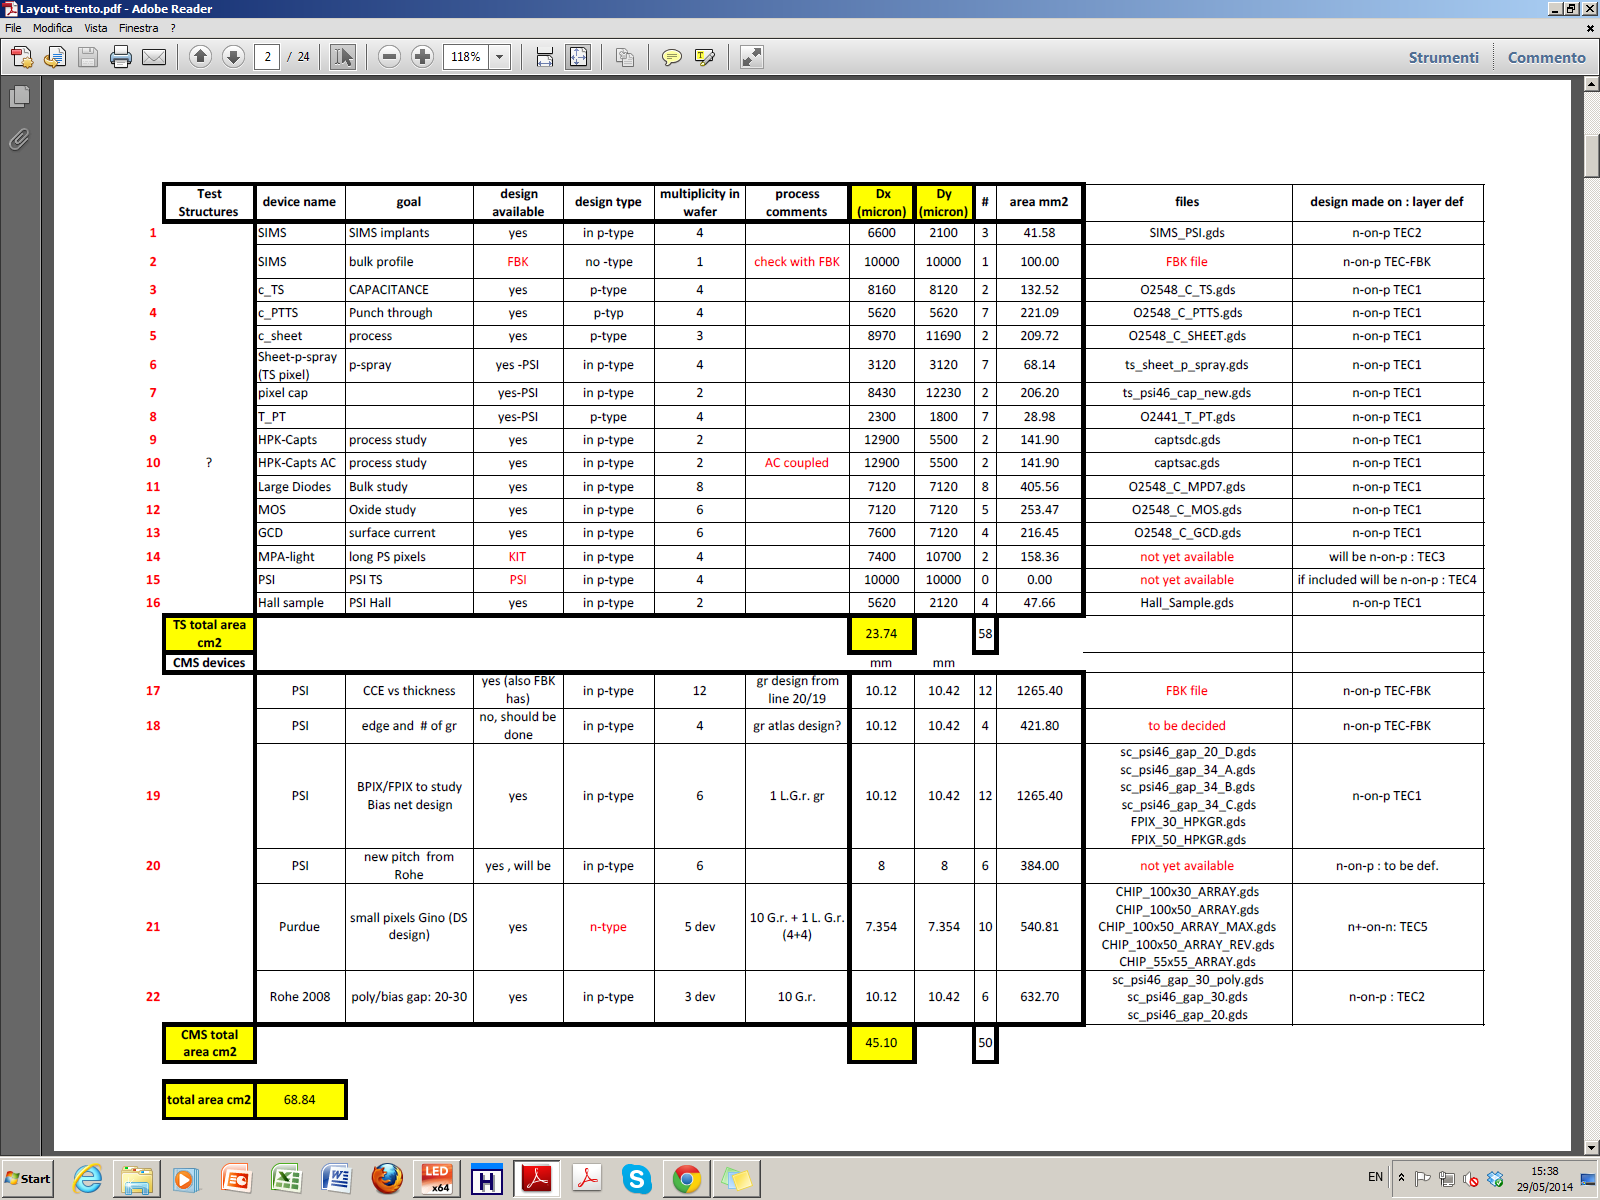 Layout-trento.pdf - Adobe Reader
File Modifica Vista Finestra ?
2 / 24 118% Strumenti Commento
Test Structures device name goal design available design type multiplicity in wafer process comments Dx (micron) Dy (micron) # area mm2 files design made on : layer def
1 SIMS SIMS implants yes in p-type 4 6600 2100 3 41.58 SIMS_PSI.gds n-on-p TEC2
2 SIMS bulk profile FBK no -type 1 check with FBK 10000 10000 1 100.00 FBK file n-on-p TEC-FBK
3 c_TS CAPACITANCE yes p-type 4 8160 8120 2 132.52 O2548_C_TS.gds n-on-p TEC1
4 c_PTTS Punch through yes p-typ 4 5620 5620 7 221.09 O2548_C_PTTS.gds n-on-p TEC1
5 c_sheet process yes p-type 3 8970 11690 2 209.72 O2548_C_SHEET.gds n-on-p TEC1
6 Sheet-p-spray (TS pixel) p-spray yes -PSI in p-type 4 3120 3120 7 68.14 ts_sheet_p_spray.gds n-on-p TEC1
7 pixel cap yes-PSI in p-type 2 8430 12230 2 206.20 ts_psi46_cap_new.gds n-on-p TEC1
8 T_PT yes-PSI p-type 4 2300 1800 7 28.98 O2441_T_PT.gds n-on-p TEC1
9 HPK-Capts process study yes in p-type 2 12900 5500 2 141.90 captsdc.gds n-on-p TEC1
10 ? HPK-Capts AC process study yes in p-type 2 AC coupled 12900 5500 2 141.90 captsac.gds n-on-p TEC1
11 Large Diodes Bulk study yes in p-type 8 7120 7120 8 405.56 O2548_C_MPD7.gds n-on-p TEC1
12 MOS Oxide study yes in p-type 6 7120 7120 5 253.47 O2548_C_MOS.gds n-on-p TEC1
13 GCD surface current yes in p-type 6 7600 7120 4 216.45 O2548_C_GCD.gds n-on-p TEC1
14 MPA-light long PS pixels KIT in p-type 4 7400 10700 2 158.36 not yet available will be n-on-p : TEC3
15 PSI PSI TS PSI in p-type 4 10000 10000 0 0.00 not yet available if included will be n-on-p : TEC4
16 Hall sample PSI Hall yes in p-type 2 5620 2120 4 47.66 Hall_Sample.gds n-on-p TEC1
TS total area cm2 23.74 58
CMS devices mm mm
17 PSI CCE vs thickness yes (also FBK has) in p-type 12 gr design from line 20/19 10.12 10.42 12 1265.40 FBK file n-on-p TEC-FBK
18 PSI edge and # of gr no, should be done in p-type 4 gr atlas design? 10.12 10.42 4 421.80 to be decided n-on-p TEC-FBK
19 PSI BPIX/FPIX to study Bias net design yes in p-type 6 1 L.G.r. gr 10.12 10.42 12 1265.40 sc_psi46_gap_20_D.gds n-on-p TEC1
sc_psi46_gap_34_A.gds
sc_psi46_gap_34_B.gds
sc_psi46_gap_34_C.gds
FPIX_30_HPKGR.gds
FPIX_50_HPKGR.gds
20 PSI new pitch from Rohe yes , will be in p-type 6 8 8 6 384.00 not yet available n-on-p : to be def.
21 Purdue small pixels Gino (DS design) yes n-type 5 dev 10 G.r. + 1 L. G.r. (4+4) 7.354 7.354 10 540.81 CHIP_100x30_ARRAY.gds n+-on-n: TEC5
CHIP_100x50_ARRAY.gds
CHIP_100x50_ARRAY_MAX.gds
CHIP_100x50_ARRAY_REV.gds
CHIP_55x55_ARRAY.gds
22 Rohe 2008 poly/bias gap: 20-30 yes in p-type 3 dev 10 G.r. 10.12 10.42 6 632.70 sc_psi46_gap_30_poly.gds n-on-p : TEC2
sc_psi46_gap_30.gds
sc_psi46_gap_20.gds
CMS total area cm2 45.10 50
total area cm2 68.84
Start LED x64 H EN 15:38
29/05/2014